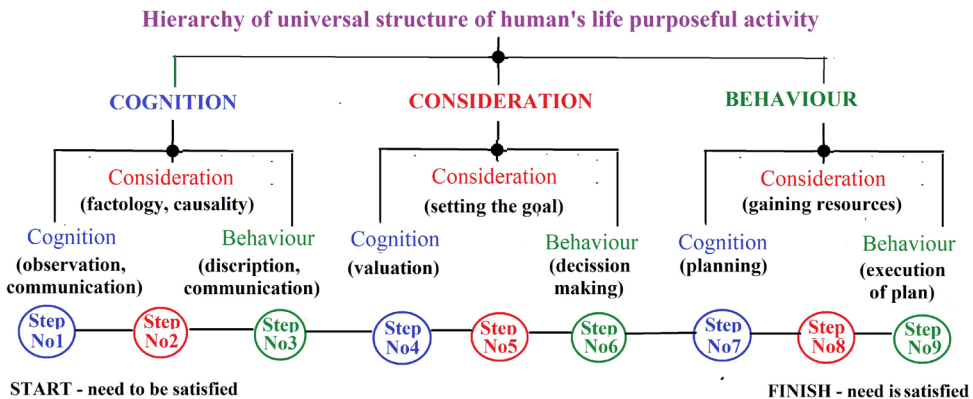 Hierarchy of universal structure of human's life purposeful activity
COGNITION
CONSIDERATION
BEHAVIOUR
Consideration
(factology, causality)
Cognition
(observation,
communication)
Behaviour
(discription,
communication)
Consideration
(setting the goal)
Cognition
(valuation)
Behaviour
(decission
making)
Consideration
(gaining resources)
Cognition
(planning)
Behaviour
(execution
of plan)
Step
No1
Step
No2
Step
No3
Step
No4
Step
No5
Step
No6
Step
No7
Step
No8
Step
No9
START - need to be satisfied
FINISH - need is satisfied